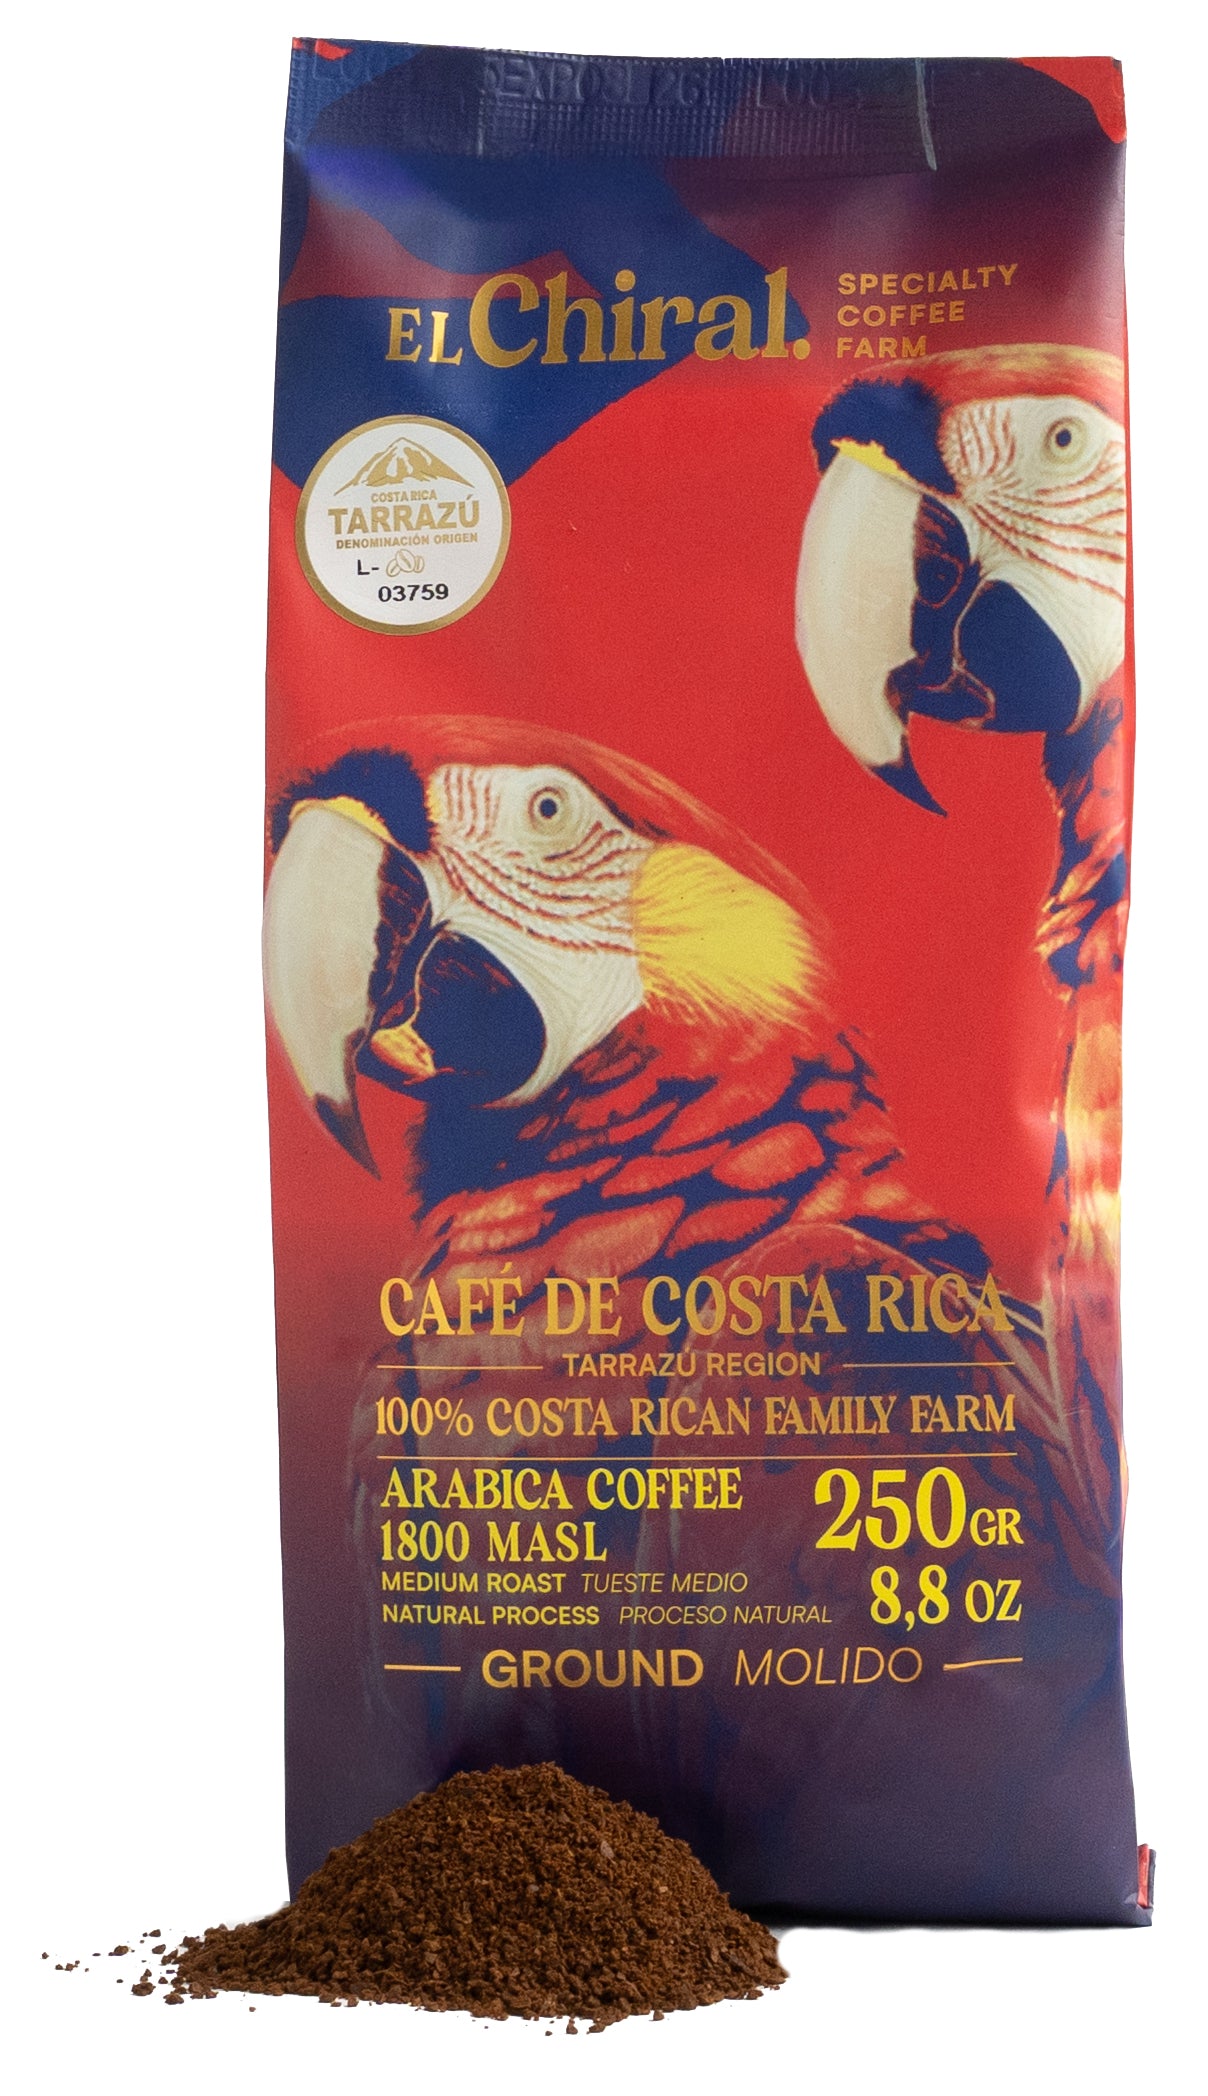 EL Chiral.
SPECIALTY
COFFEE
FARM
COSTA RICA
TARRAZÚ
DENOMINACIÓN ORIGEN
L-
03759
CAFÉ DE COSTA RICA
TARRAZÚ REGION
100% COSTA RICAN FAMILY FARM
ARABICA COFFEE
1800 MASL
250GR
MEDIUM ROAST TUESTE MEDIO
8,8 OZ
NATURAL PROCESS PROCESO NATURAL
GROUND MOLIDO